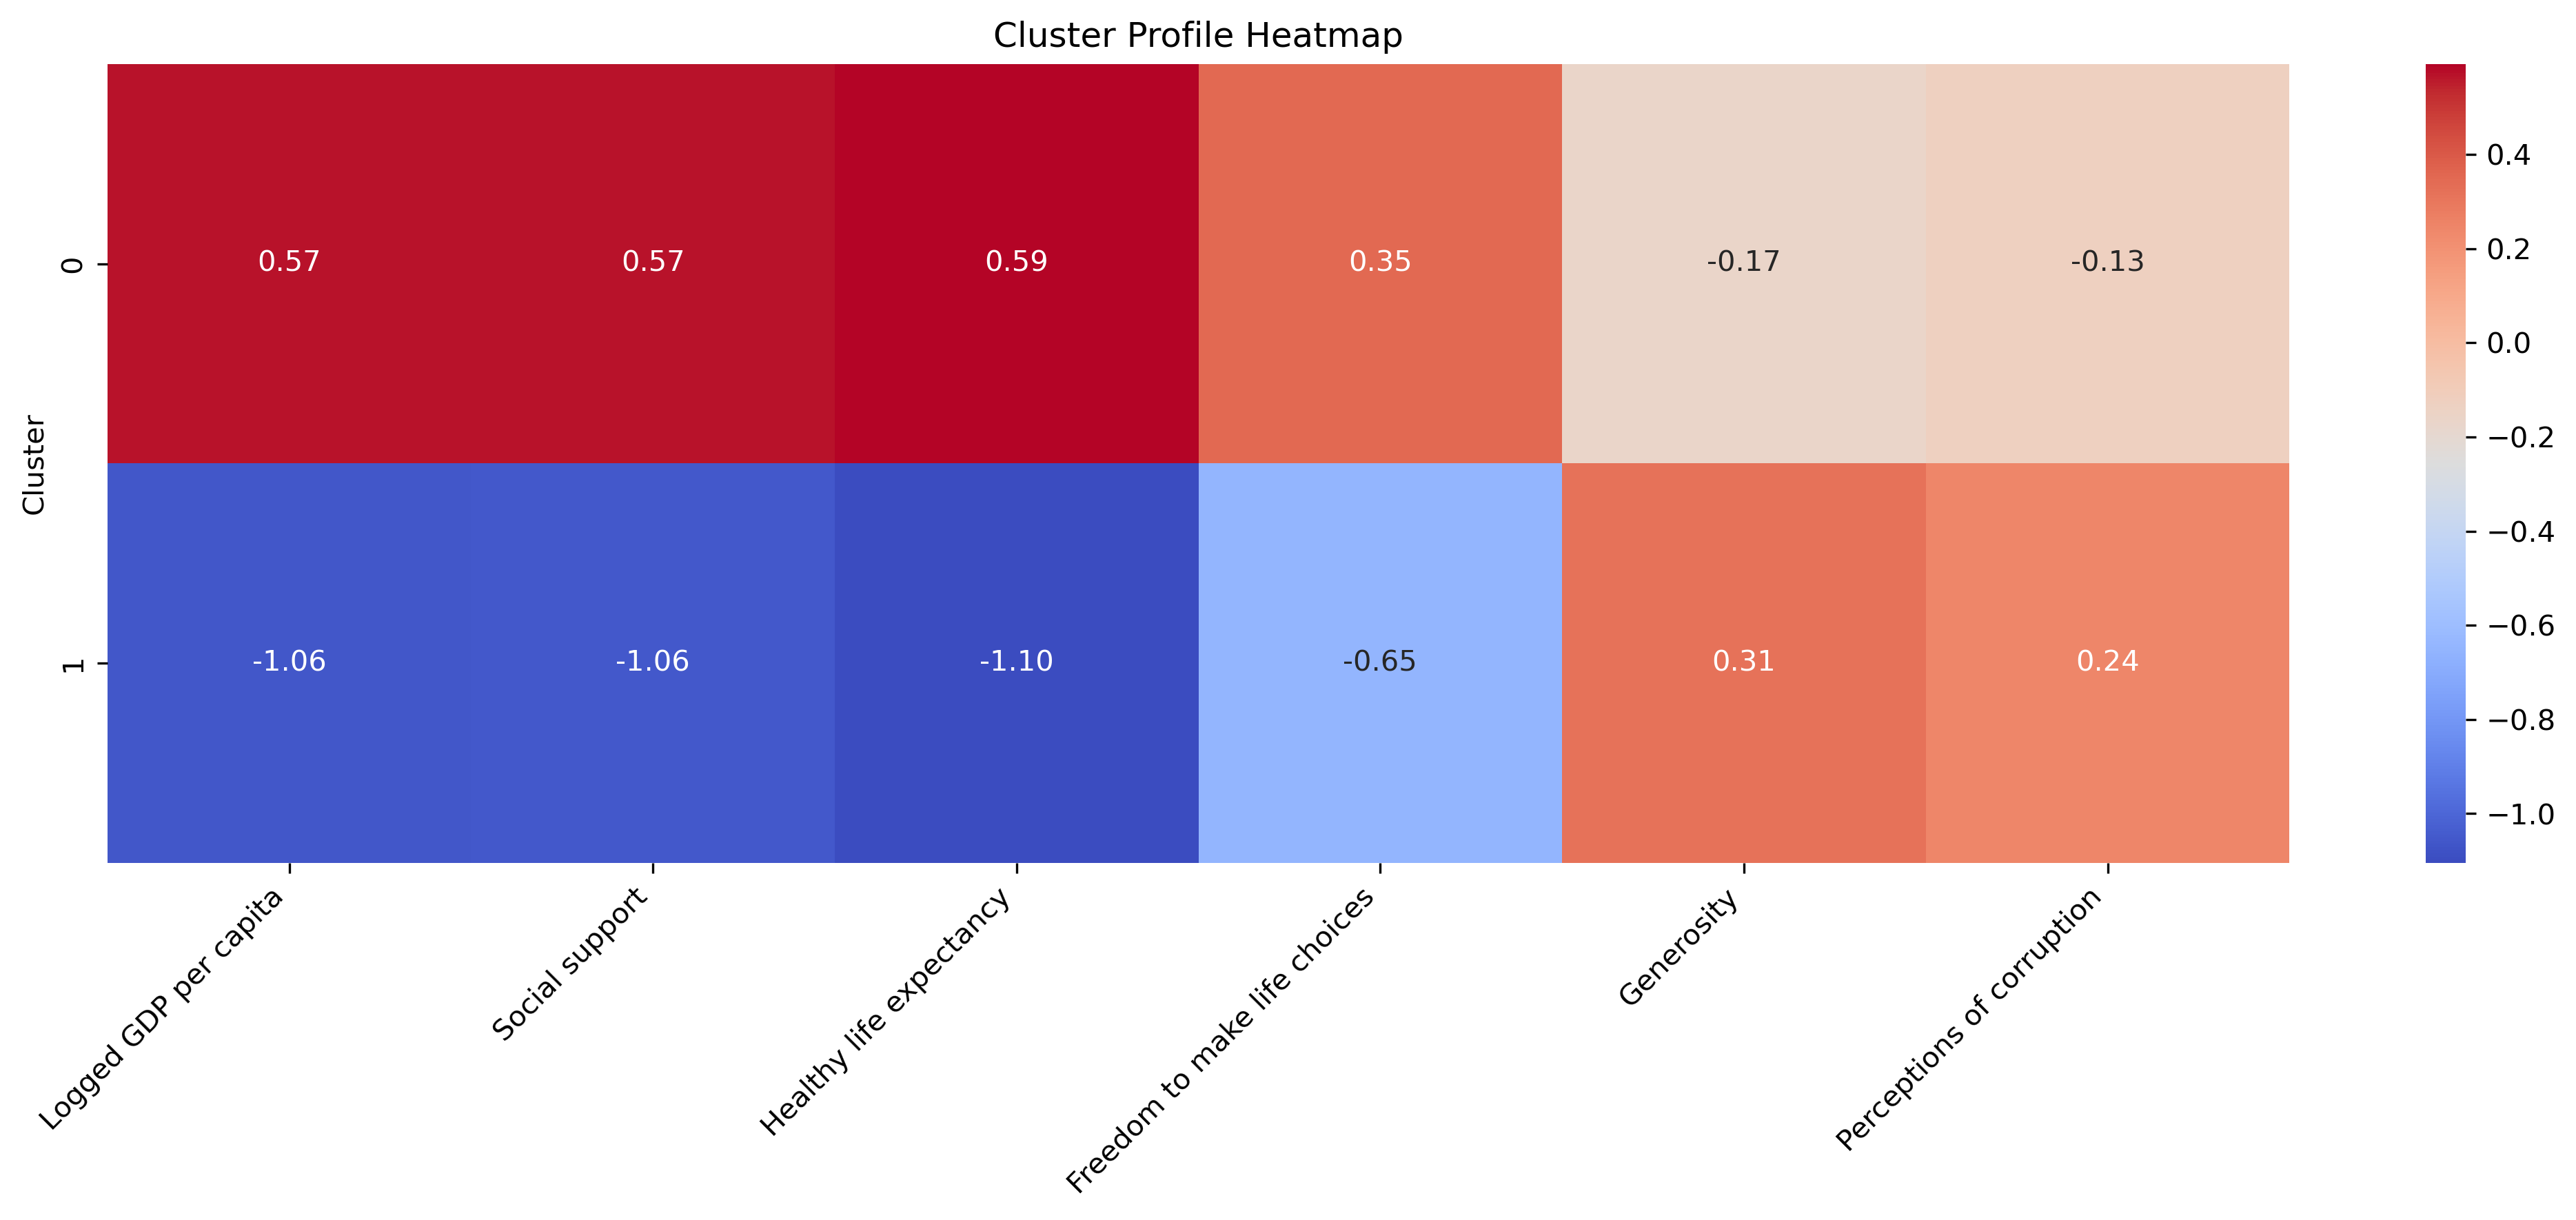 Cluster Profile Heatmap
Cluster
0
0.57
0.57
0.59
0.35
-0.17
-0.13
1
-1.06
-1.06
-1.10
-0.65
0.31
0.24
Logged GDP per capita
Social support
Healthy life expectancy
Freedom to make life choices
Generosity
Perceptions of corruption
0.4
0.2
0.0
−0.2
−0.4
−0.6
−0.8
−1.0